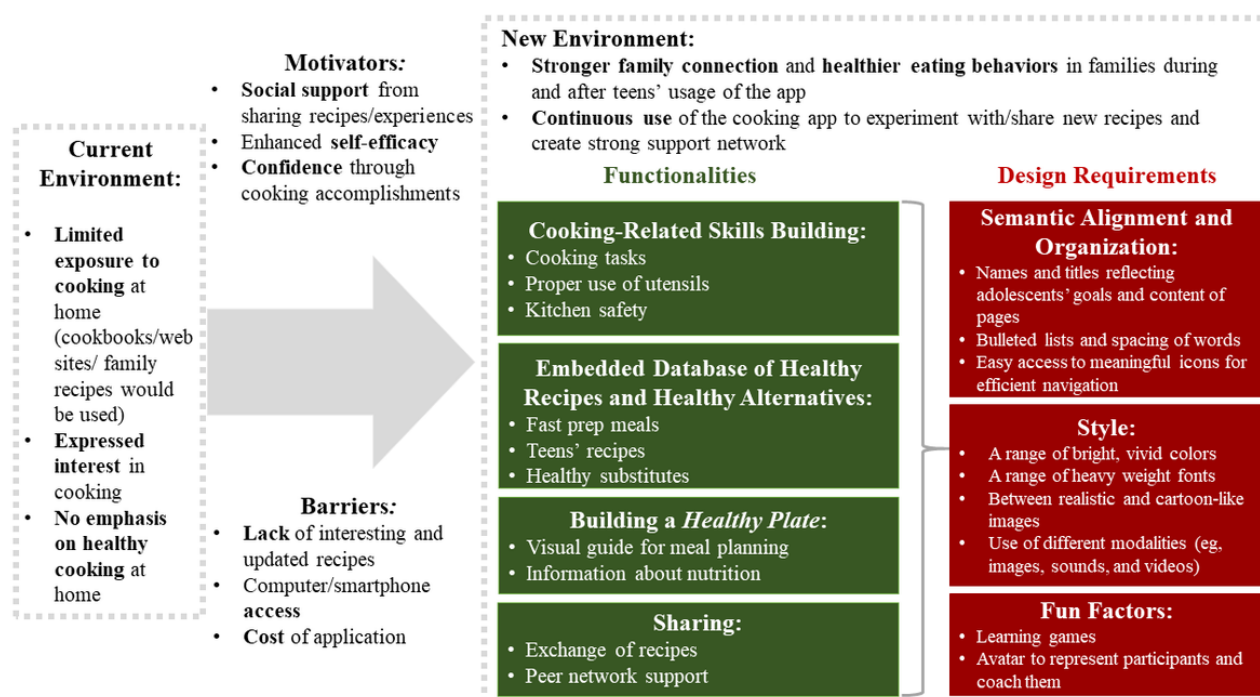 Current
Environment:
• Limited
exposure to
cooking at
home
(cookbooks/web
sites/ family
recipes would
be used)
• Expressed
interest in
cooking
• No emphasis
on healthy
cooking at
home
Motivators:
• Social support from
sharing recipes/experiences
• Enhanced self-efficacy
• Confidence through
cooking accomplishments
Barriers:
• Lack of interesting and
updated recipes
• Computer/smartphone
access
• Cost of application
New Environment:
• Stronger family connection and healthier eating behaviors in families during
and after teens' usage of the app
• Continuous use of the cooking app to experiment with/share new recipes and
create strong support network
Functionalities
Cooking-Related Skills Building:
• Cooking tasks
• Proper use of utensils
• Kitchen safety
Embedded Database of Healthy
Recipes and Healthy Alternatives:
• Fast prep meals
• Teens' recipes
• Healthy substitutes
Building a Healthy Plate:
• Visual guide for meal planning
• Information about nutrition
Sharing:
• Exchange of recipes
• Peer network support
Design Requirements
Semantic Alignment and
Organization:
• Names and titles reflecting
adolescents' goals and content of
pages
• Bulleted lists and spacing of words
• Easy access to meaningful icons for
efficient navigation
Style:
• A range of bright, vivid colors
• A range of heavy weight fonts
• Between realistic and cartoon-like
images
• Use of different modalities (eg,
images, sounds, and videos)
Fun Factors:
• Learning games
• Avatar to represent participants and
coach them